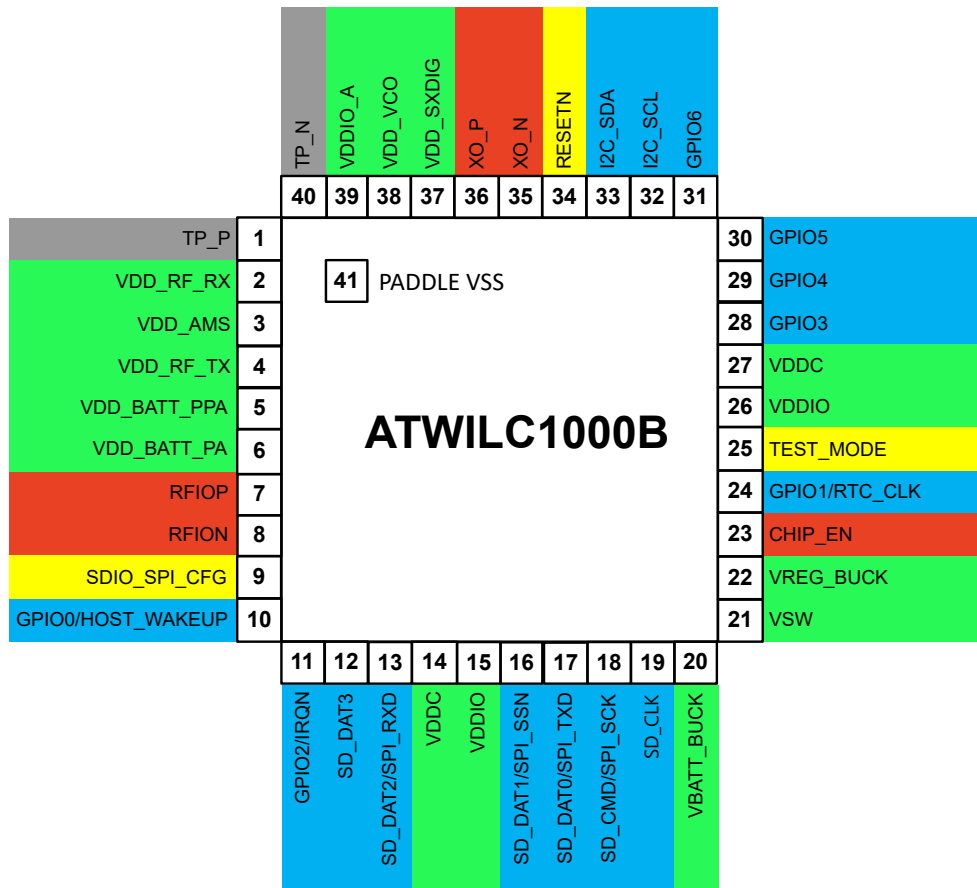 TP_N
VDDIO_A
VDD_VCO
VDD_SXDIG
XO_P
XO_N
RESETN
I2C_SDA
I2C_SCL
GPIO6
40 39 38 37 36 35 34 33 32 31
TP_P 1
VDD_RF_RX 2
VDD_AMS 3
VDD_RF_TX 4
VDD_BATT_PPA 5
VDD_BATT_PA 6
RFIOP 7
RFION 8
SDIO_SPI_CFG 9
GPIO0/HOST_WAKEUP 10
41 PADDLE VSS
ATWILC1000B
30 GPIO5
29 GPIO4
28 GPIO3
27 VDDC
26 VDDIO
25 TEST_MODE
24 GPIO1/RTC_CLK
23 CHIP_EN
22 VREG_BUCK
21 VSW
11 12 13 14 15 16 17 18 19 20
GPIO2/IRQN
SD_DAT3
SD_DAT2/SPI_RXD
VDDC
VDDIO
SD_DAT1/SPI_SSN
SD_DAT0/SPI_TXD
SD_CMD/SPI_SCK
SD_CLK
VBATT_BUCK